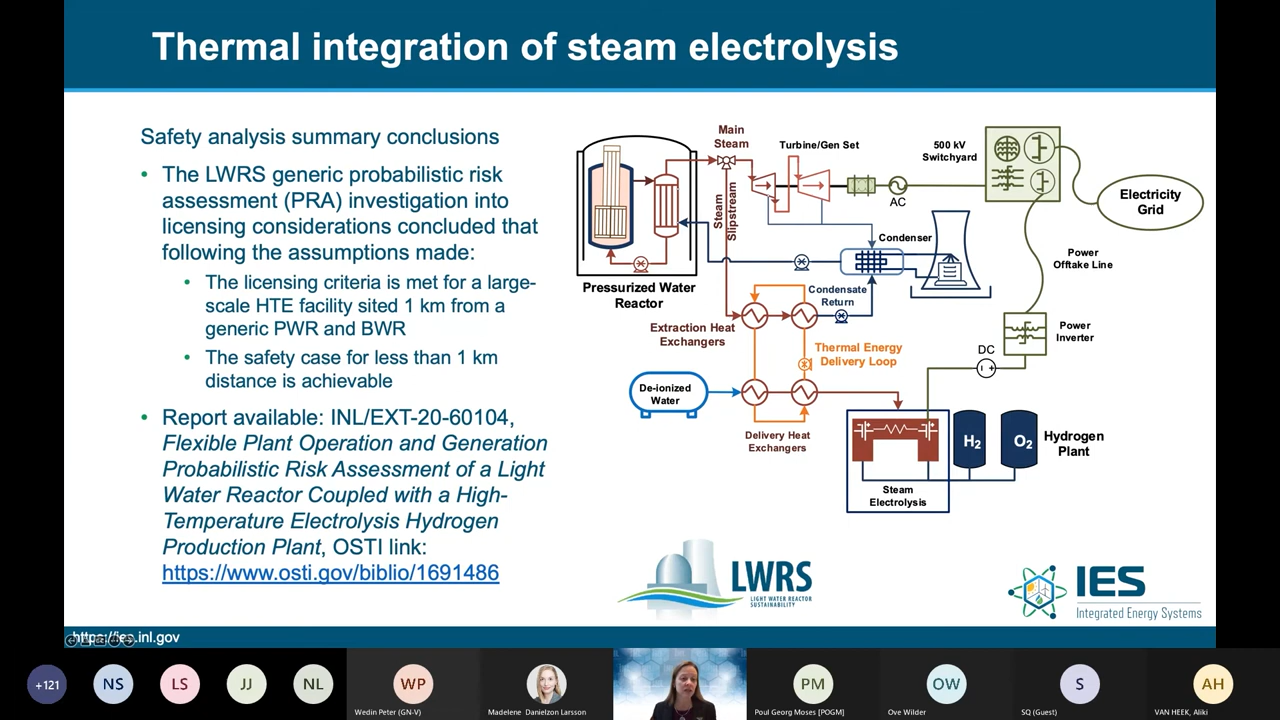 Thermal integration of steam electrolysis
Safety analysis summary conclusions
• The LWRS generic probabilistic risk
assessment (PRA) investigation into
licensing considerations concluded that
following the assumptions made:
• The licensing criteria is met for a large-
scale HTE facility sited 1 km from a
generic PWR and BWR
• The safety case for less than 1 km
distance is achievable
• Report available: INL/EXT-20-60104,
Flexible Plant Operation and Generation
Probabilistic Risk Assessment of a Light
Water Reactor Coupled with a High-
Temperature Electrolysis Hydrogen
Production Plant, OSTI link:
https://www.osti.gov/biblio/1691486
Main
Steam
Turbine/Gen Set
500 kV
Switchyard
Steam
Slipstream
AC
Electricity
Grid
Condenser
Power
Offtake Line
Pressurized Water
Reactor
Condensate
Return
Extraction Heat
Exchangers
Thermal Energy
Delivery Loop
Power
Inverter
DC
De-ionized
Water
Delivery Heat
Exchangers
H2
O2
Hydrogen
Plant
Steam
Electrolysis
LWRS
LIGHT WATER REACTOR
SUSTAINABILITY
IES
Integrated Energy Systems
https://ies.inl.gov
+121
NS
LS
JJ
NL
WP
PM
OW
S
AH
Wedin Peter (GN-V)
Madelene Danielzon Larsson
Poul Georg Moses [POGM]
Ove Wilder
SQ (Guest)
VAN HEEK, Aliki